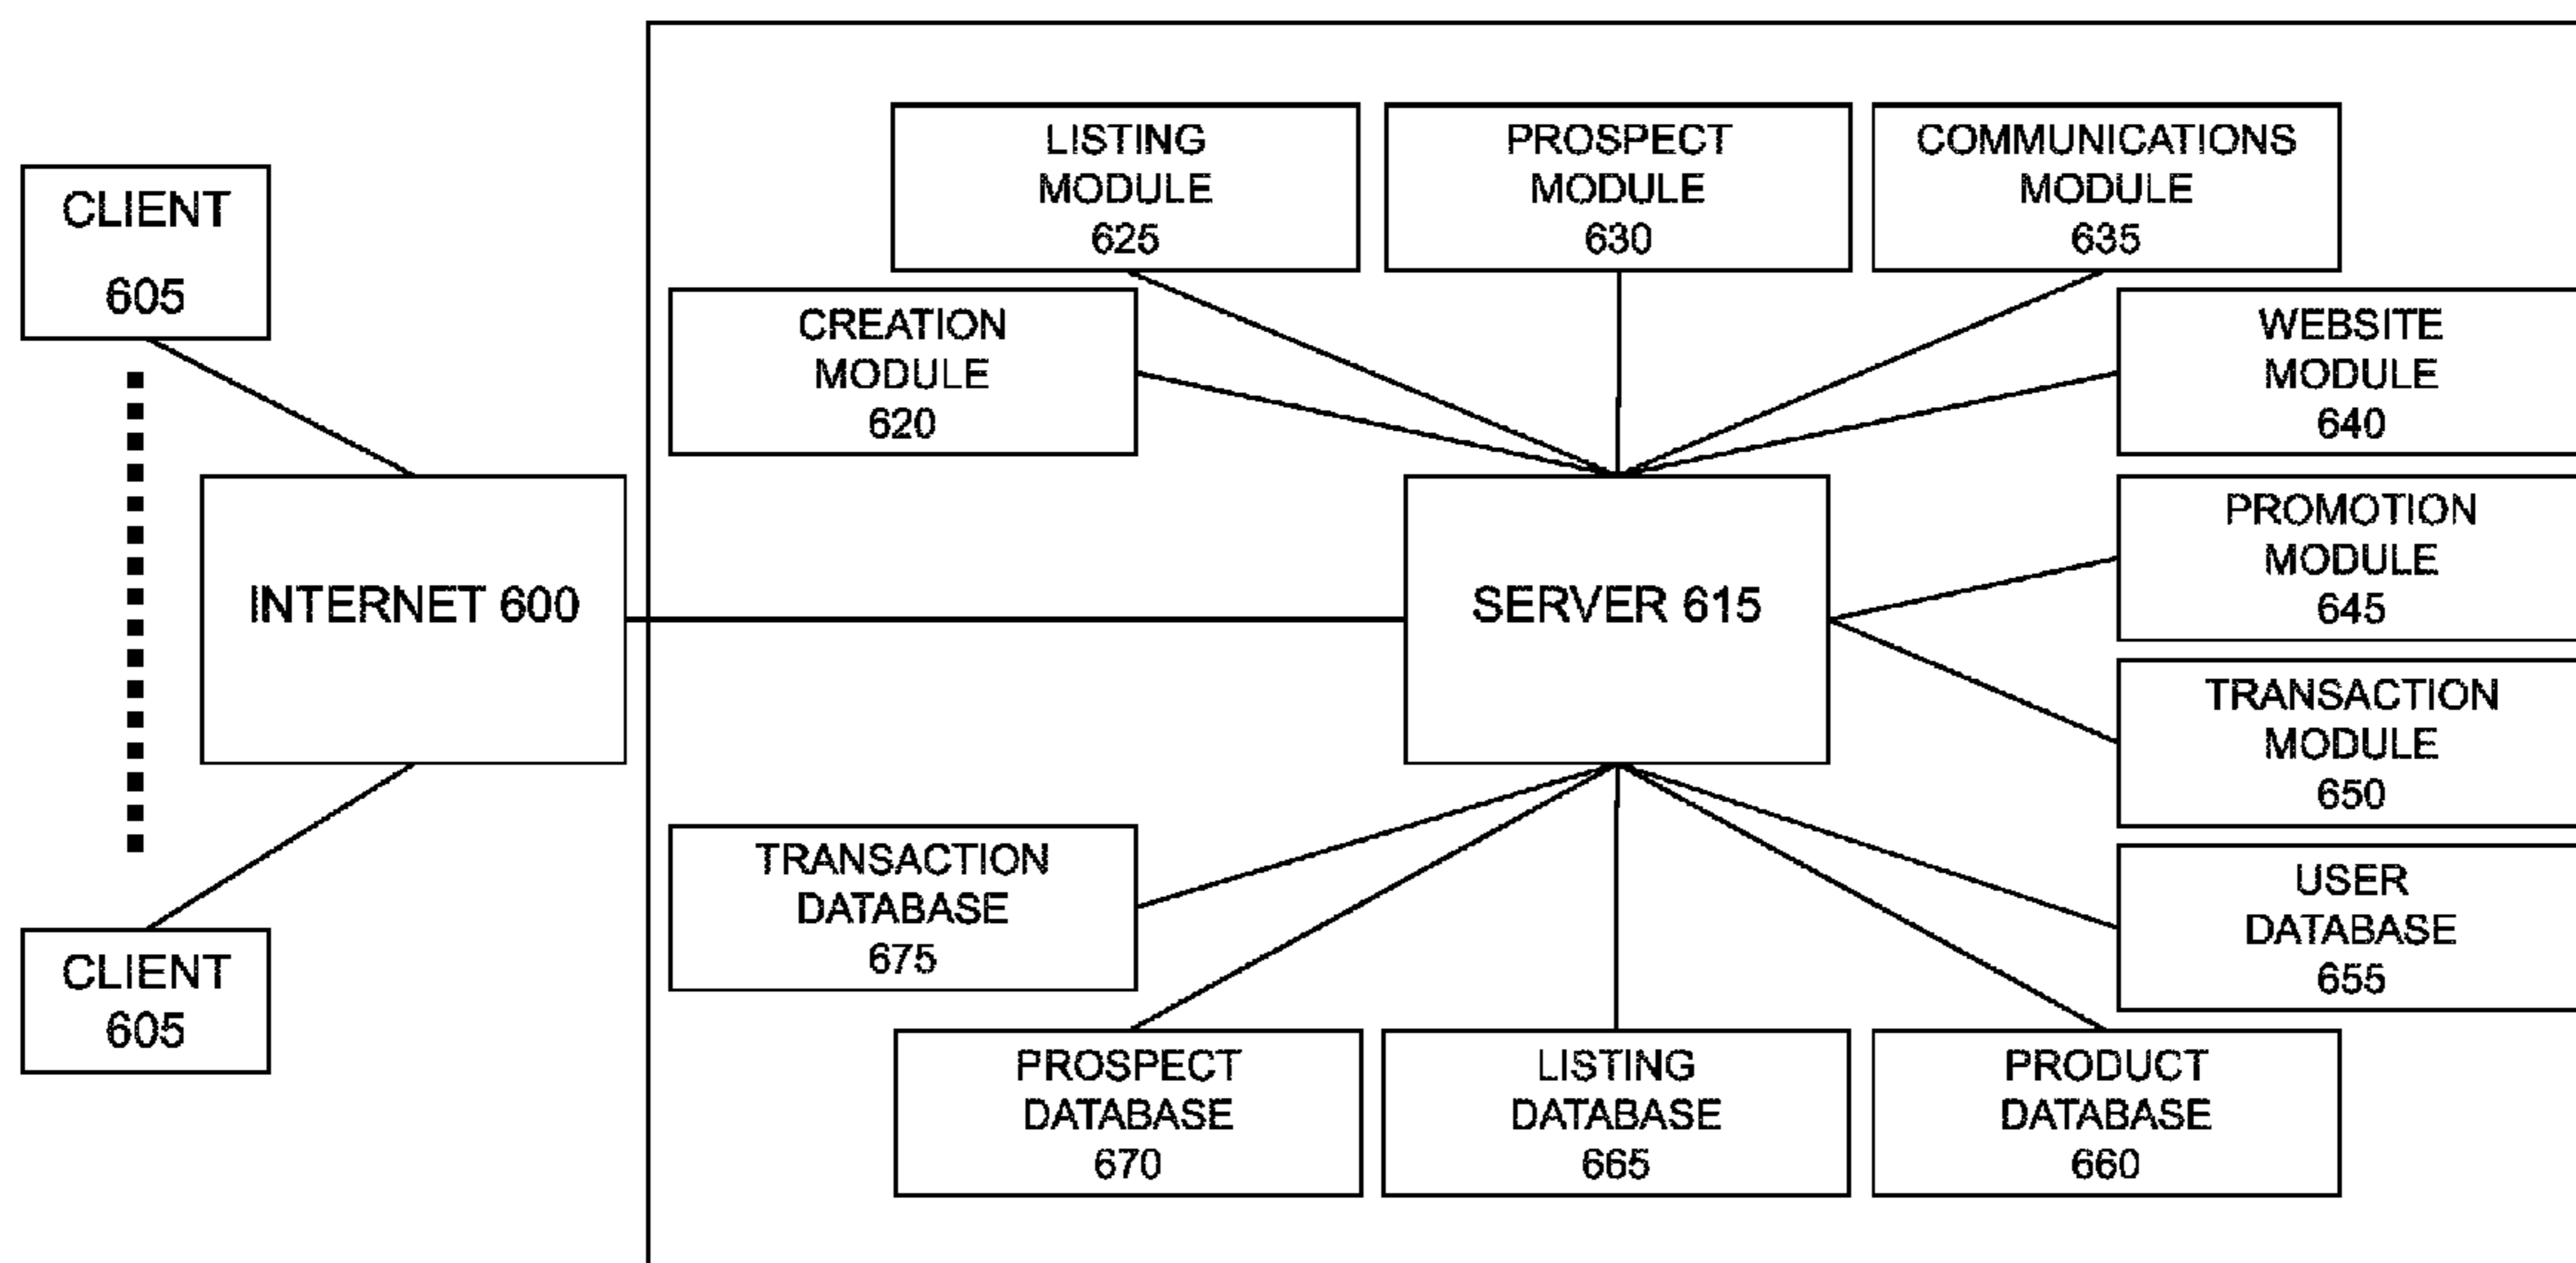 CLIENT
605
INTERNET 600
CLIENT
605
LISTING
MODULE
625
PROSPECT
MODULE
630
COMMUNICATIONS
MODULE
635
CREATION
MODULE
620
WEBSITE
MODULE
640
SERVER 615
PROMOTION
MODULE
645
TRANSACTION
MODULE
650
TRANSACTION
DATABASE
675
USER
DATABASE
655
PROSPECT
DATABASE
670
LISTING
DATABASE
665
PRODUCT
DATABASE
660